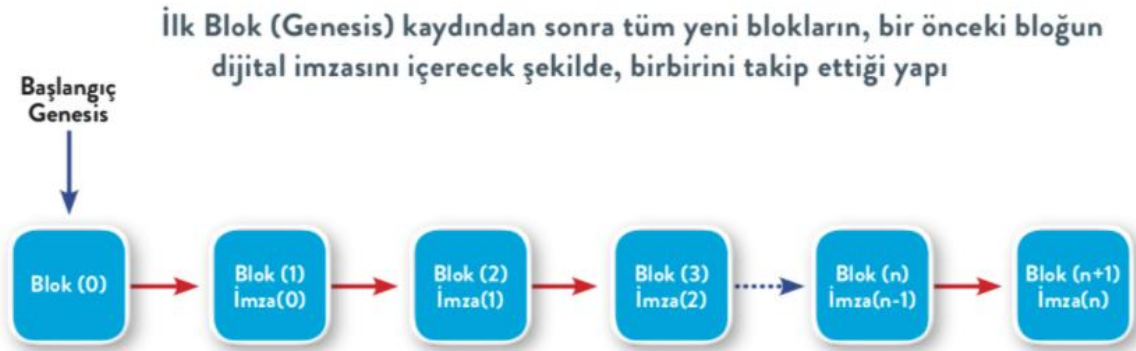 İlk Blok (Genesis) kaydından sonra tüm yeni blokların, bir önceki bloğun
dijital imzasını içerecek şekilde, birbirini takip ettiği yapı
Başlangıç
Genesis
Blok (0)
Blok (1)
İmza(0)
Blok (2)
İmza(1)
Blok (3)
İmza(2)
Blok (n)
İmza(n-1)
Blok (n+1)
İmza(n)